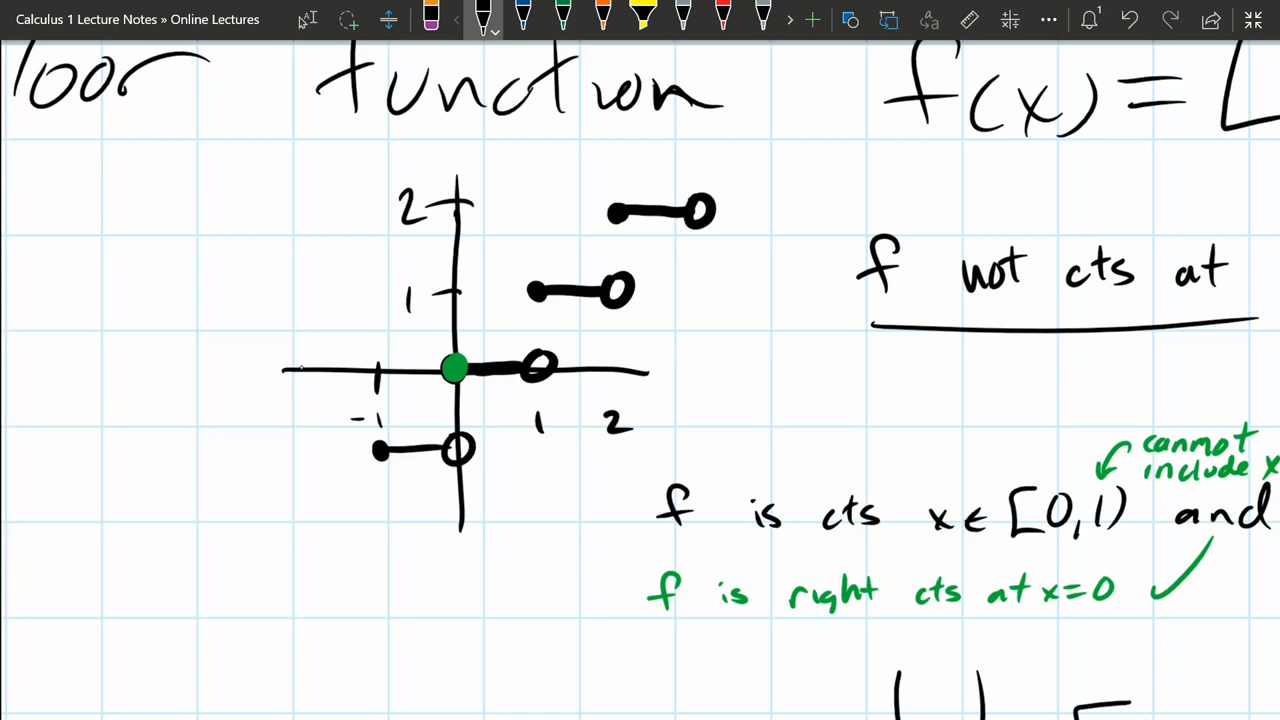 Calculus 1 Lecture Notes » Online Lectures
loor function f(x) = L
2
1
f not cts at
-1 1 2
cannot
include x
f is cts x ∈ [0,1) and
f is right cts at x=0 ✓